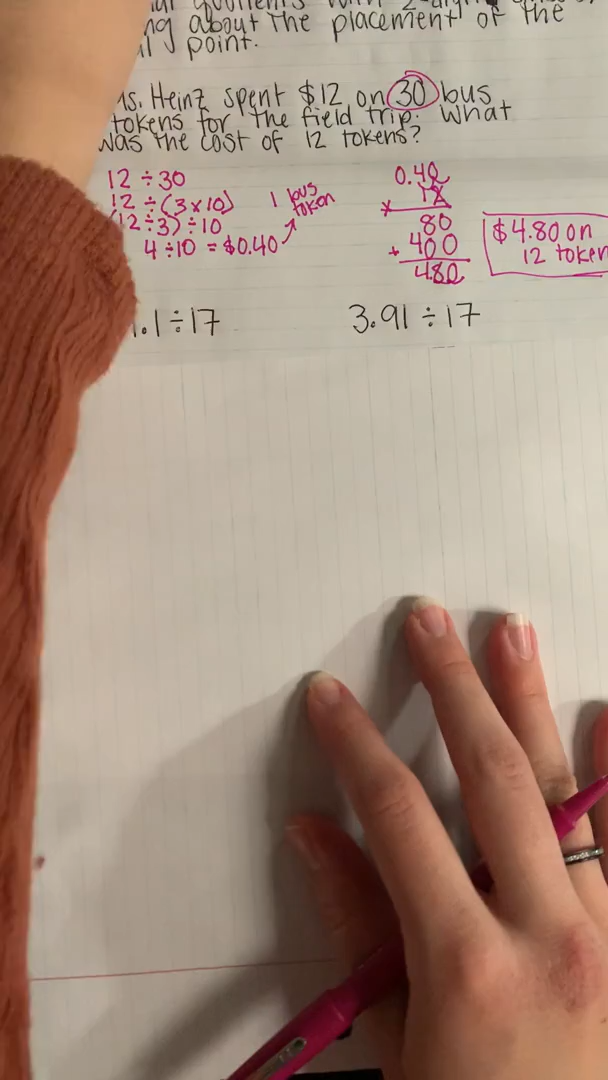 about the placement of the
point.
Heinz spent $12 on 30 bus
tokens for the field trip. What
was the cost of 12 tokens?
12 ÷ 30
12 ÷ (3 x 10)
(12 ÷ 3) ÷ 10
4 ÷ 10 = $0.40
1 bus
token
0.40
12
x
80
+ 400
480
$4.80 on
12
.1 ÷ 17
3.91 ÷ 17